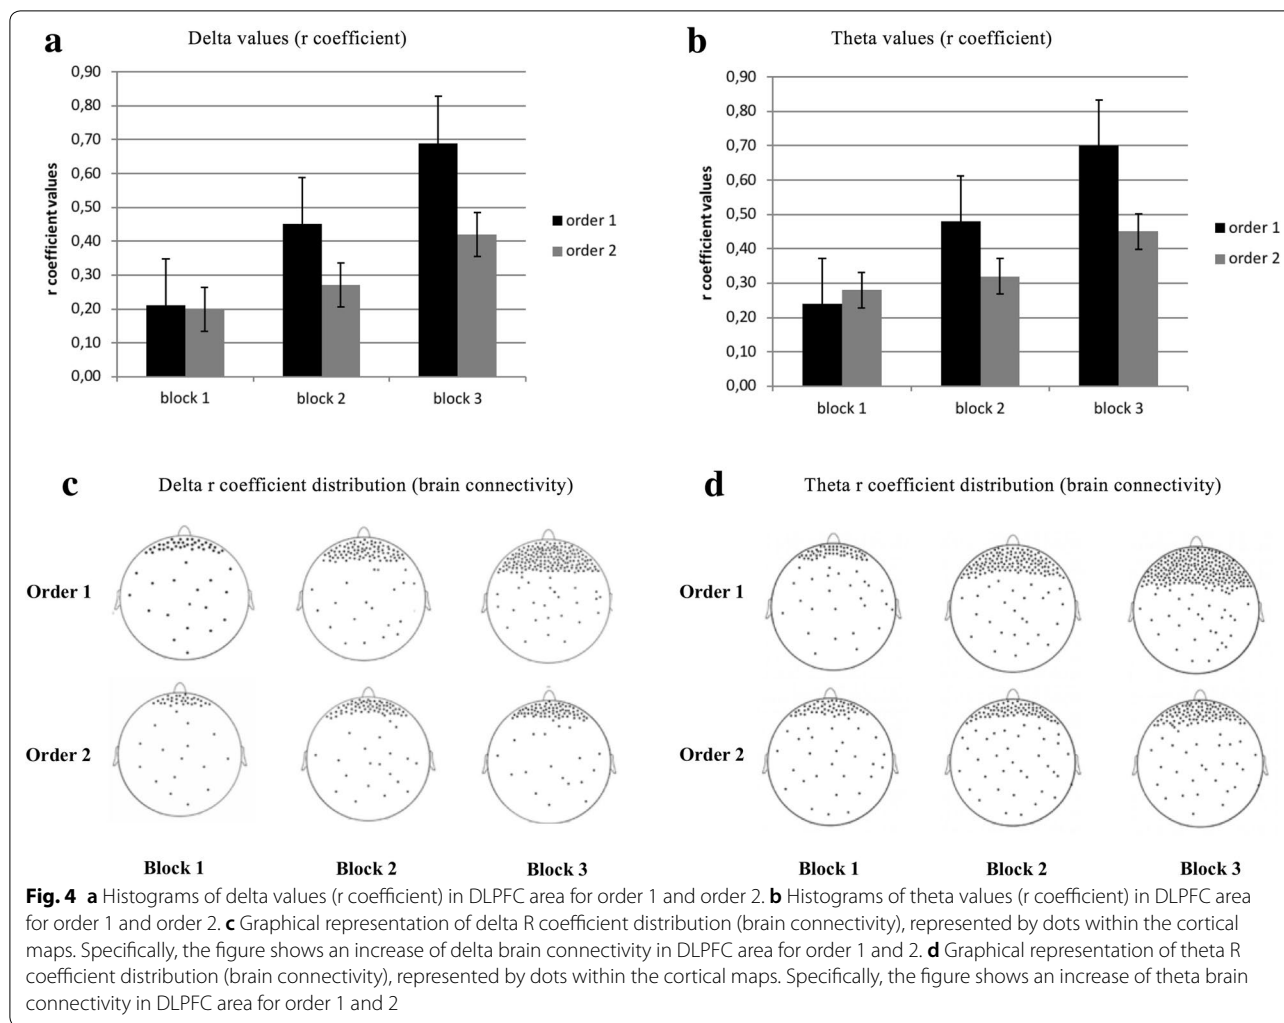 a Delta values (r coefficient)
0,90
0,80
0,70
0,60
0,50
0,40
0,30
0,20
0,10
0,00
r coefficient values
block 1 block 2 block 3
order 1
order 2
b Theta values (r coefficient)
0,90
0,80
0,70
0,60
0,50
0,40
0,30
0,20
0,10
0,00
r coefficient values
block 1 block 2 block 3
order 1
order 2
c Delta r coefficient distribution (brain connectivity)
Order 1
Order 2
Block 1 Block 2 Block 3
d Theta r coefficient distribution (brain connectivity)
Order 1
Order 2
Block 1 Block 2 Block 3
Fig. 4 a Histograms of delta values (r coefficient) in DLPFC area for order 1 and order 2. b Histograms of theta values (r coefficient) in DLPFC area
for order 1 and order 2. c Graphical representation of delta R coefficient distribution (brain connectivity), represented by dots within the cortical
maps. Specifically, the figure shows an increase of delta brain connectivity in DLPFC area for order 1 and 2. d Graphical representation of theta R
coefficient distribution (brain connectivity), represented by dots within the cortical maps. Specifically, the figure shows an increase of theta brain
connectivity in DLPFC area for order 1 and 2